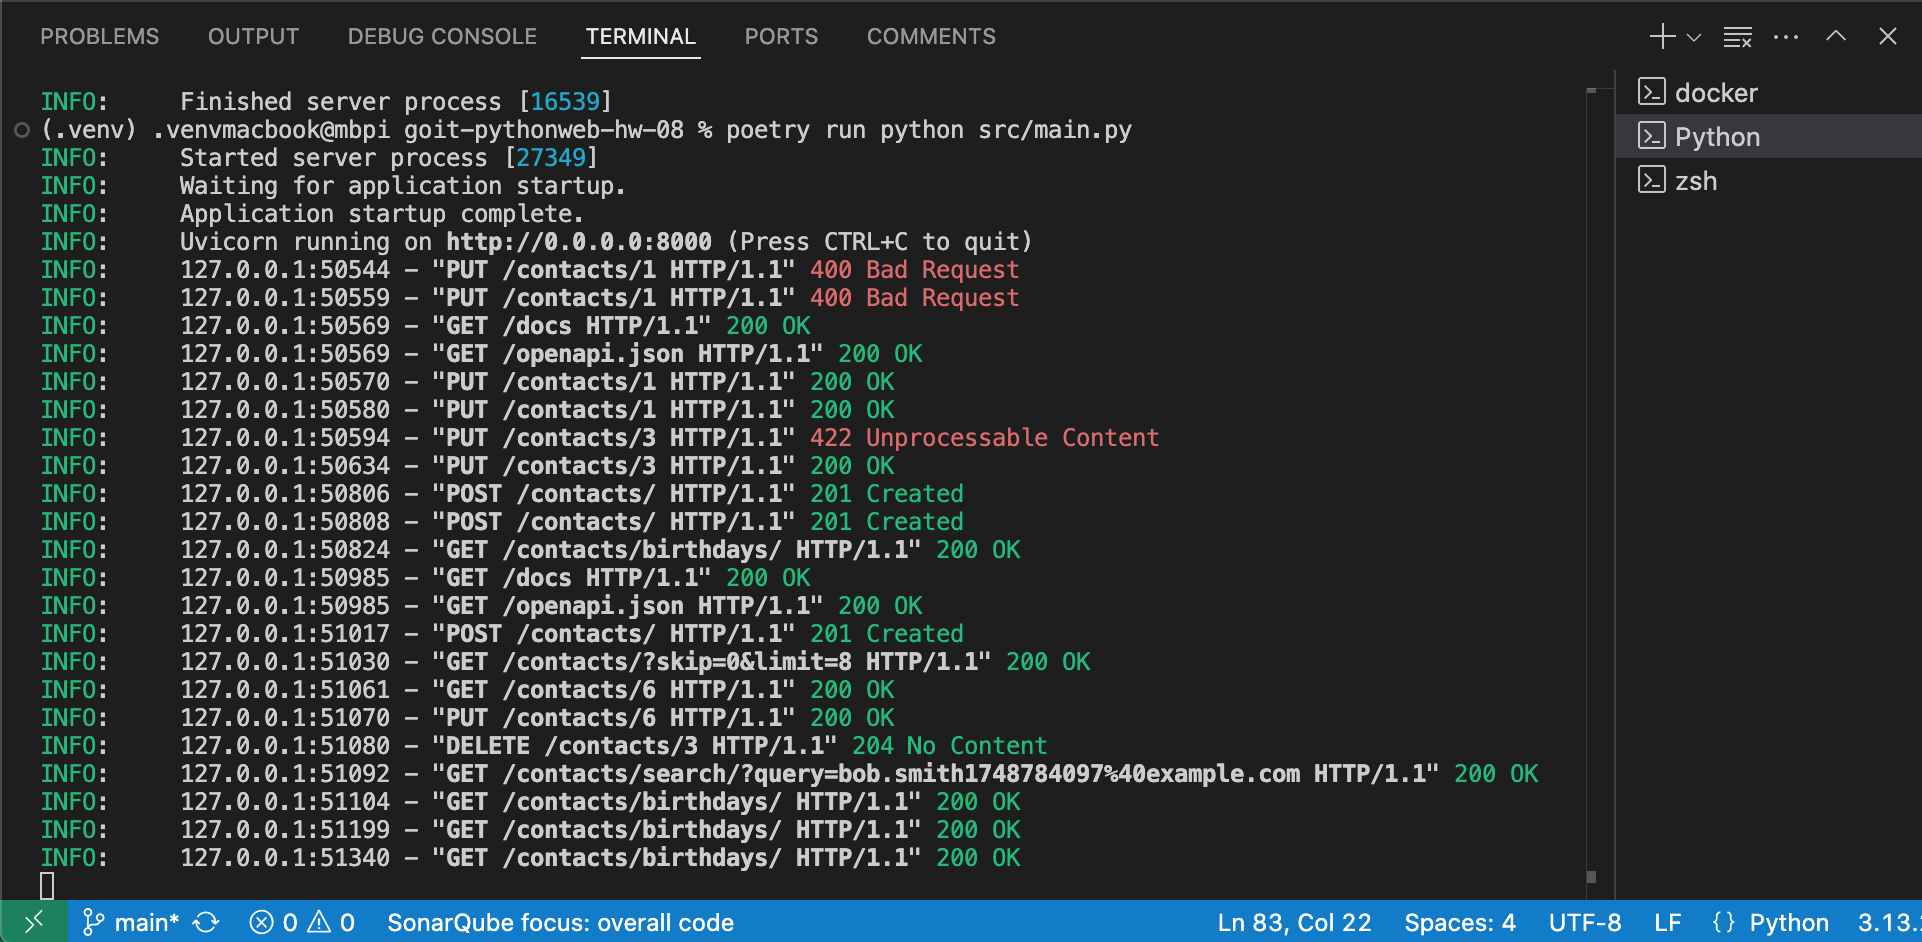 PROBLEMS OUTPUT DEBUG CONSOLE TERMINAL PORTS COMMENTS
INFO: Finished server process [16539]
(.venv) .venvmacbook@mbpi goit-pythonweb-hw-08 % poetry run python src/main.py
INFO: Started server process [27349]
INFO: Waiting for application startup.
INFO: Application startup complete.
INFO: Uvicorn running on http://0.0.0.0:8000 (Press CTRL+C to quit)
INFO: 127.0.0.1:50544 - "PUT /contacts/1 HTTP/1.1" 400 Bad Request
INFO: 127.0.0.1:50559 - "PUT /contacts/1 HTTP/1.1" 400 Bad Request
INFO: 127.0.0.1:50569 - "GET /docs HTTP/1.1" 200 OK
INFO: 127.0.0.1:50569 - "GET /openapi.json HTTP/1.1" 200 OK
INFO: 127.0.0.1:50570 - "PUT /contacts/1 HTTP/1.1" 200 OK
INFO: 127.0.0.1:50580 - "PUT /contacts/1 HTTP/1.1" 200 OK
INFO: 127.0.0.1:50594 - "PUT /contacts/3 HTTP/1.1" 422 Unprocessable Content
INFO: 127.0.0.1:50634 - "PUT /contacts/3 HTTP/1.1" 200 OK
INFO: 127.0.0.1:50806 - "POST /contacts/ HTTP/1.1" 201 Created
INFO: 127.0.0.1:50808 - "POST /contacts/ HTTP/1.1" 201 Created
INFO: 127.0.0.1:50824 - "GET /contacts/birthdays/ HTTP/1.1" 200 OK
INFO: 127.0.0.1:50985 - "GET /docs HTTP/1.1" 200 OK
INFO: 127.0.0.1:50985 - "GET /openapi.json HTTP/1.1" 200 OK
INFO: 127.0.0.1:51017 - "POST /contacts/ HTTP/1.1" 201 Created
INFO: 127.0.0.1:51030 - "GET /contacts/?skip=0&limit=8 HTTP/1.1" 200 OK
INFO: 127.0.0.1:51061 - "GET /contacts/6 HTTP/1.1" 200 OK
INFO: 127.0.0.1:51070 - "PUT /contacts/6 HTTP/1.1" 200 OK
INFO: 127.0.0.1:51080 - "DELETE /contacts/3 HTTP/1.1" 204 No Content
INFO: 127.0.0.1:51092 - "GET /contacts/search/?query=bob.smith1748784097%40example.com HTTP/1.1" 200 OK
INFO: 127.0.0.1:51104 - "GET /contacts/birthdays/ HTTP/1.1" 200 OK
INFO: 127.0.0.1:51199 - "GET /contacts/birthdays/ HTTP/1.1" 200 OK
INFO: 127.0.0.1:51340 - "GET /contacts/birthdays/ HTTP/1.1" 200 OK
docker
Python
zsh
main* 0 0 SonarQube focus: overall code Ln 83, Col 22 Spaces: 4 UTF-8 LF {} Python 3.13.